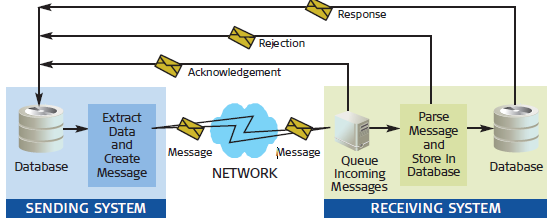 Response
Rejection
Acknowledgement
Database
Extract
Data
and
Create
Message
Message
NETWORK
Message
Queue
Incoming
Messages
Parse
Message
and
Store In
Database
Database
SENDING SYSTEM
RECEIVING SYSTEM